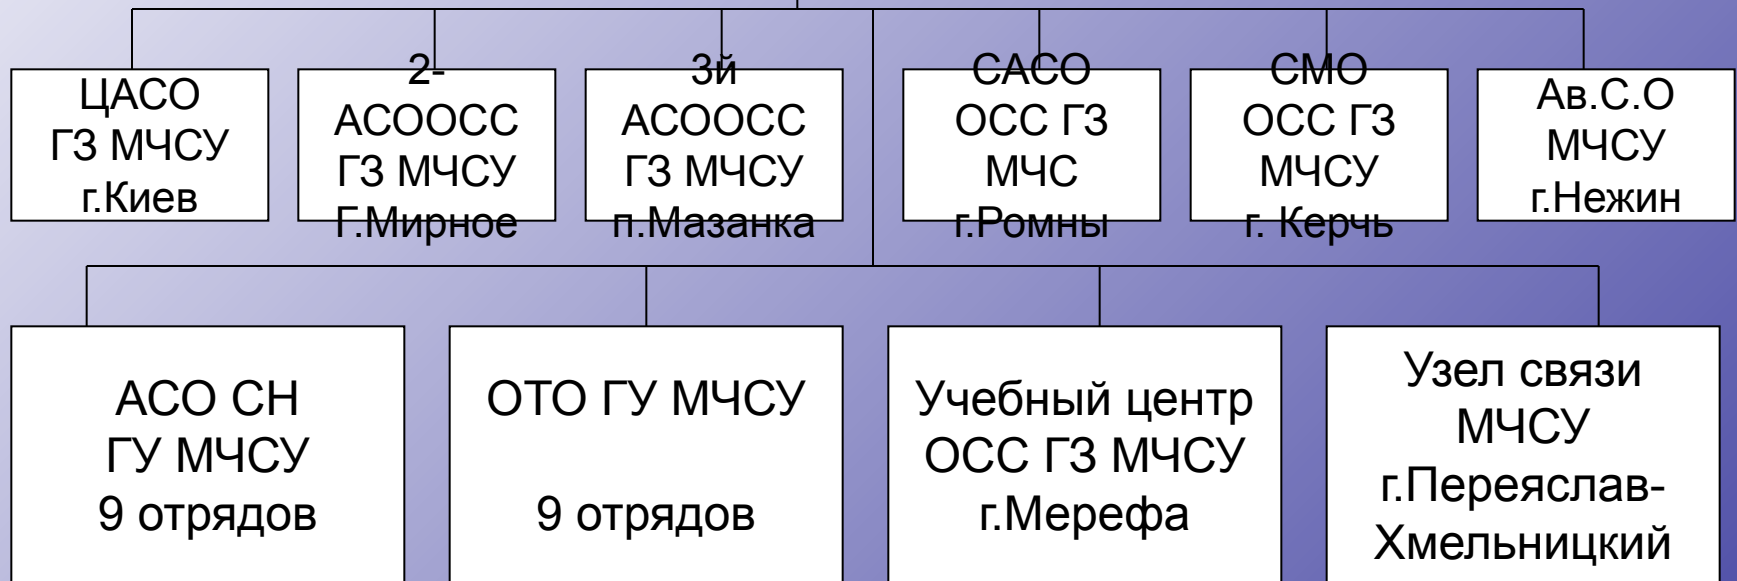 ЦАСО
ГЗ МЧСУ
г.Киев
2-
АСООСС
ГЗ МЧСУ
Г.Мирное
3й
АСООСС
ГЗ МЧСУ
п.Мазанка
САСО
ОСС ГЗ
МЧС
г.Ромны
СМО
ОСС ГЗ
МЧСУ
г. Керчь
Ав.С.О
МЧСУ
г.Нежин
АСО СН
ГУ МЧСУ
9 отрядов
ОТО ГУ МЧСУ
9 отрядов
Учебный центр
ОСС ГЗ МЧСУ
г.Мерефа
Узел связи
МЧСУ
г.Переяслав-
Хмельницкий